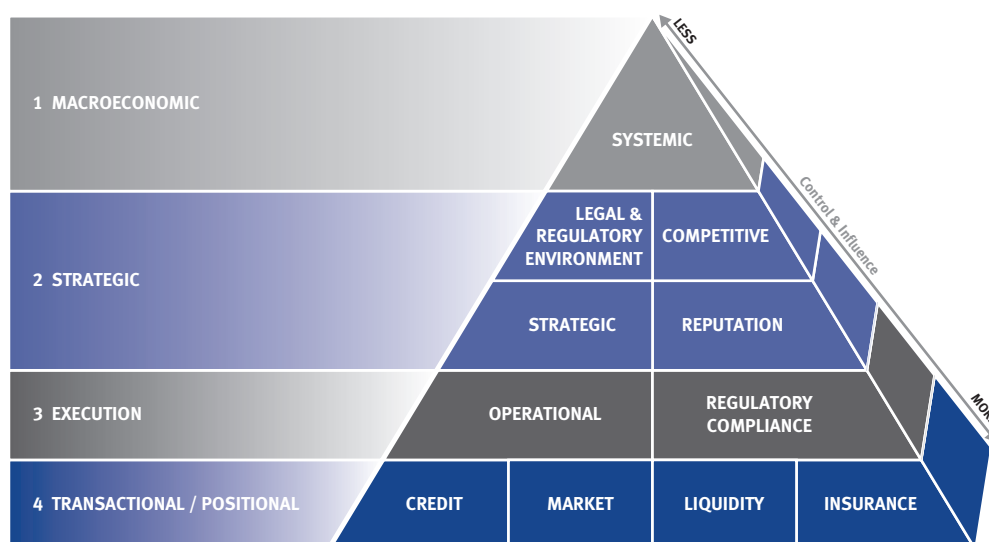 LESS
1 MACROECONOMIC
SYSTEMIC
Control & Influence
LEGAL &
REGULATORY
ENVIRONMENT
COMPETITIVE
2 STRATEGIC
STRATEGIC
REPUTATION
MOR
3 EXECUTION
OPERATIONAL
REGULATORY
COMPLIANCE
4 TRANSACTIONAL / POSITIONAL
CREDIT
MARKET
LIQUIDITY
INSURANCE